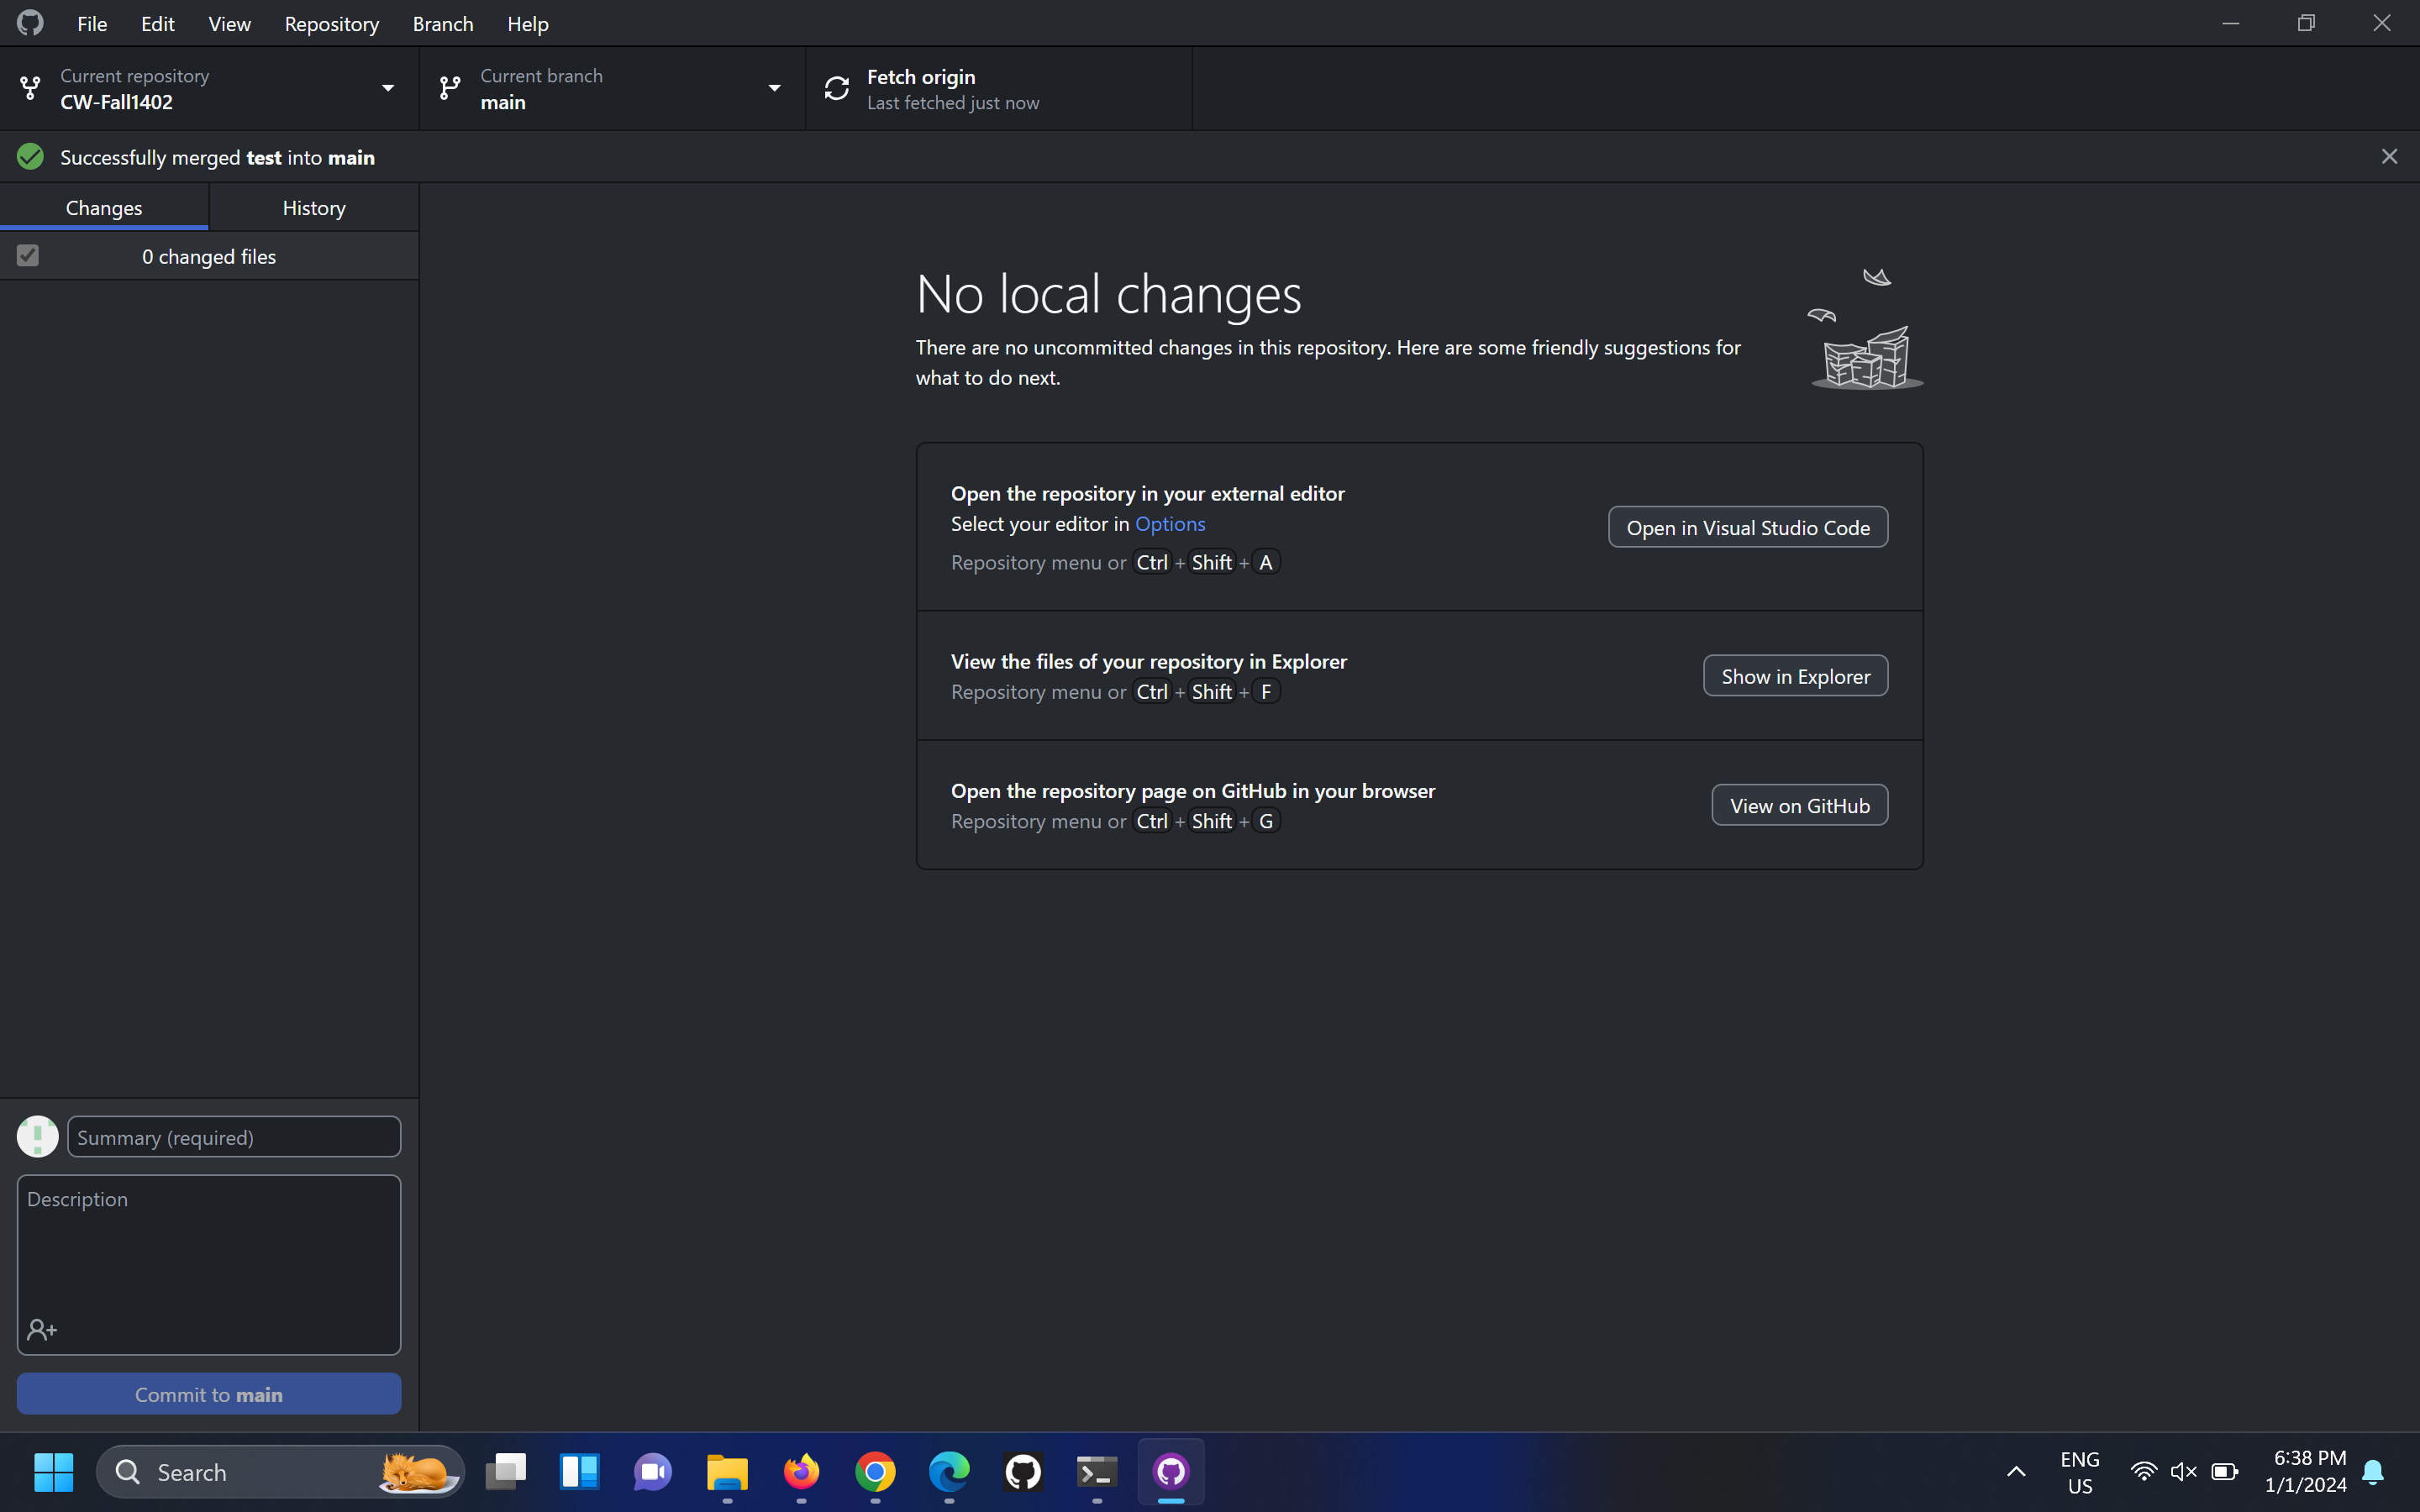 File Edit View Repository Branch Help
Current repository
CW-Fall1402
Current branch
main
Fetch origin
Last fetched just now
Successfully merged test into main
Changes
History
0 changed files
No local changes
There are no uncommitted changes in this repository. Here are some friendly suggestions for
what to do next.
Open the repository in your external editor
Select your editor in Options
Repository menu or Ctrl + Shift + A
Open in Visual Studio Code
View the files of your repository in Explorer
Repository menu or Ctrl + Shift + F
Show in Explorer
Open the repository page on GitHub in your browser
Repository menu or Ctrl + Shift + G
View on GitHub
Summary (required)
Description
Commit to main
Search
ENG
US
6:38 PM
1/1/2024